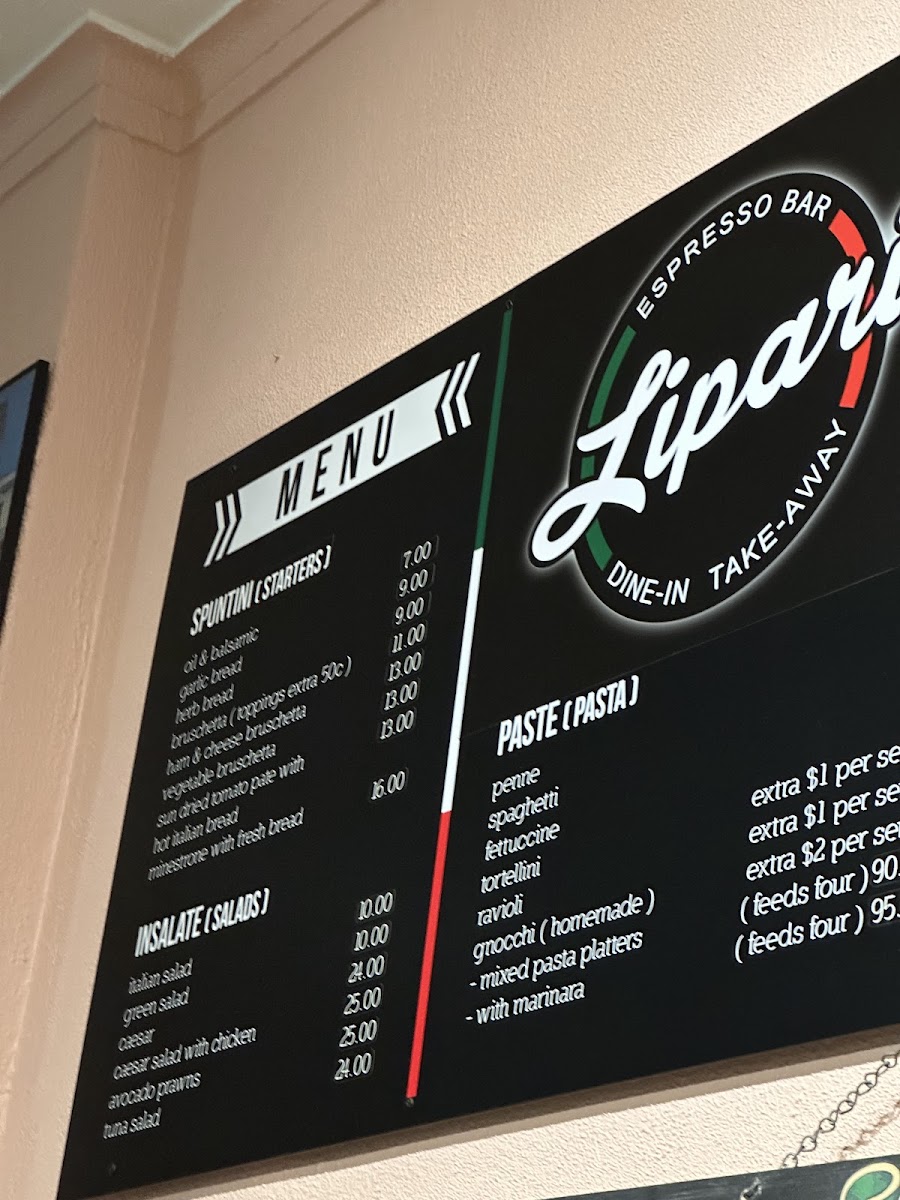 MENU
SPUNTINI ( STARTERS )
oil & balsamic 7.00
garlic bread 9.00
herb bread 9.00
bruschetta ( toppings extra 50c ) 11.00
ham & cheese bruschetta 13.00
vegetable bruschetta 13.00
sun dried tomato pate with 13.00
hot italian bread
minestrone with fresh bread 16.00
INSALATE ( SALADS )
italian salad 10.00
green salad 10.00
caesar 24.00
caesar salad with chicken 25.00
avocado prawns 25.00
tuna salad 24.00
ESPRESSO BAR
Lipari
DINE-IN TAKE-AWAY
PASTE ( PASTA )
penne
spaghetti
fettuccine
tortellini extra $1 per
ravioli extra $1 per
gnocchi ( homemade ) extra $2 per
- mixed pasta platters ( feeds four ) 90.
- with marinara ( feeds four ) 95.